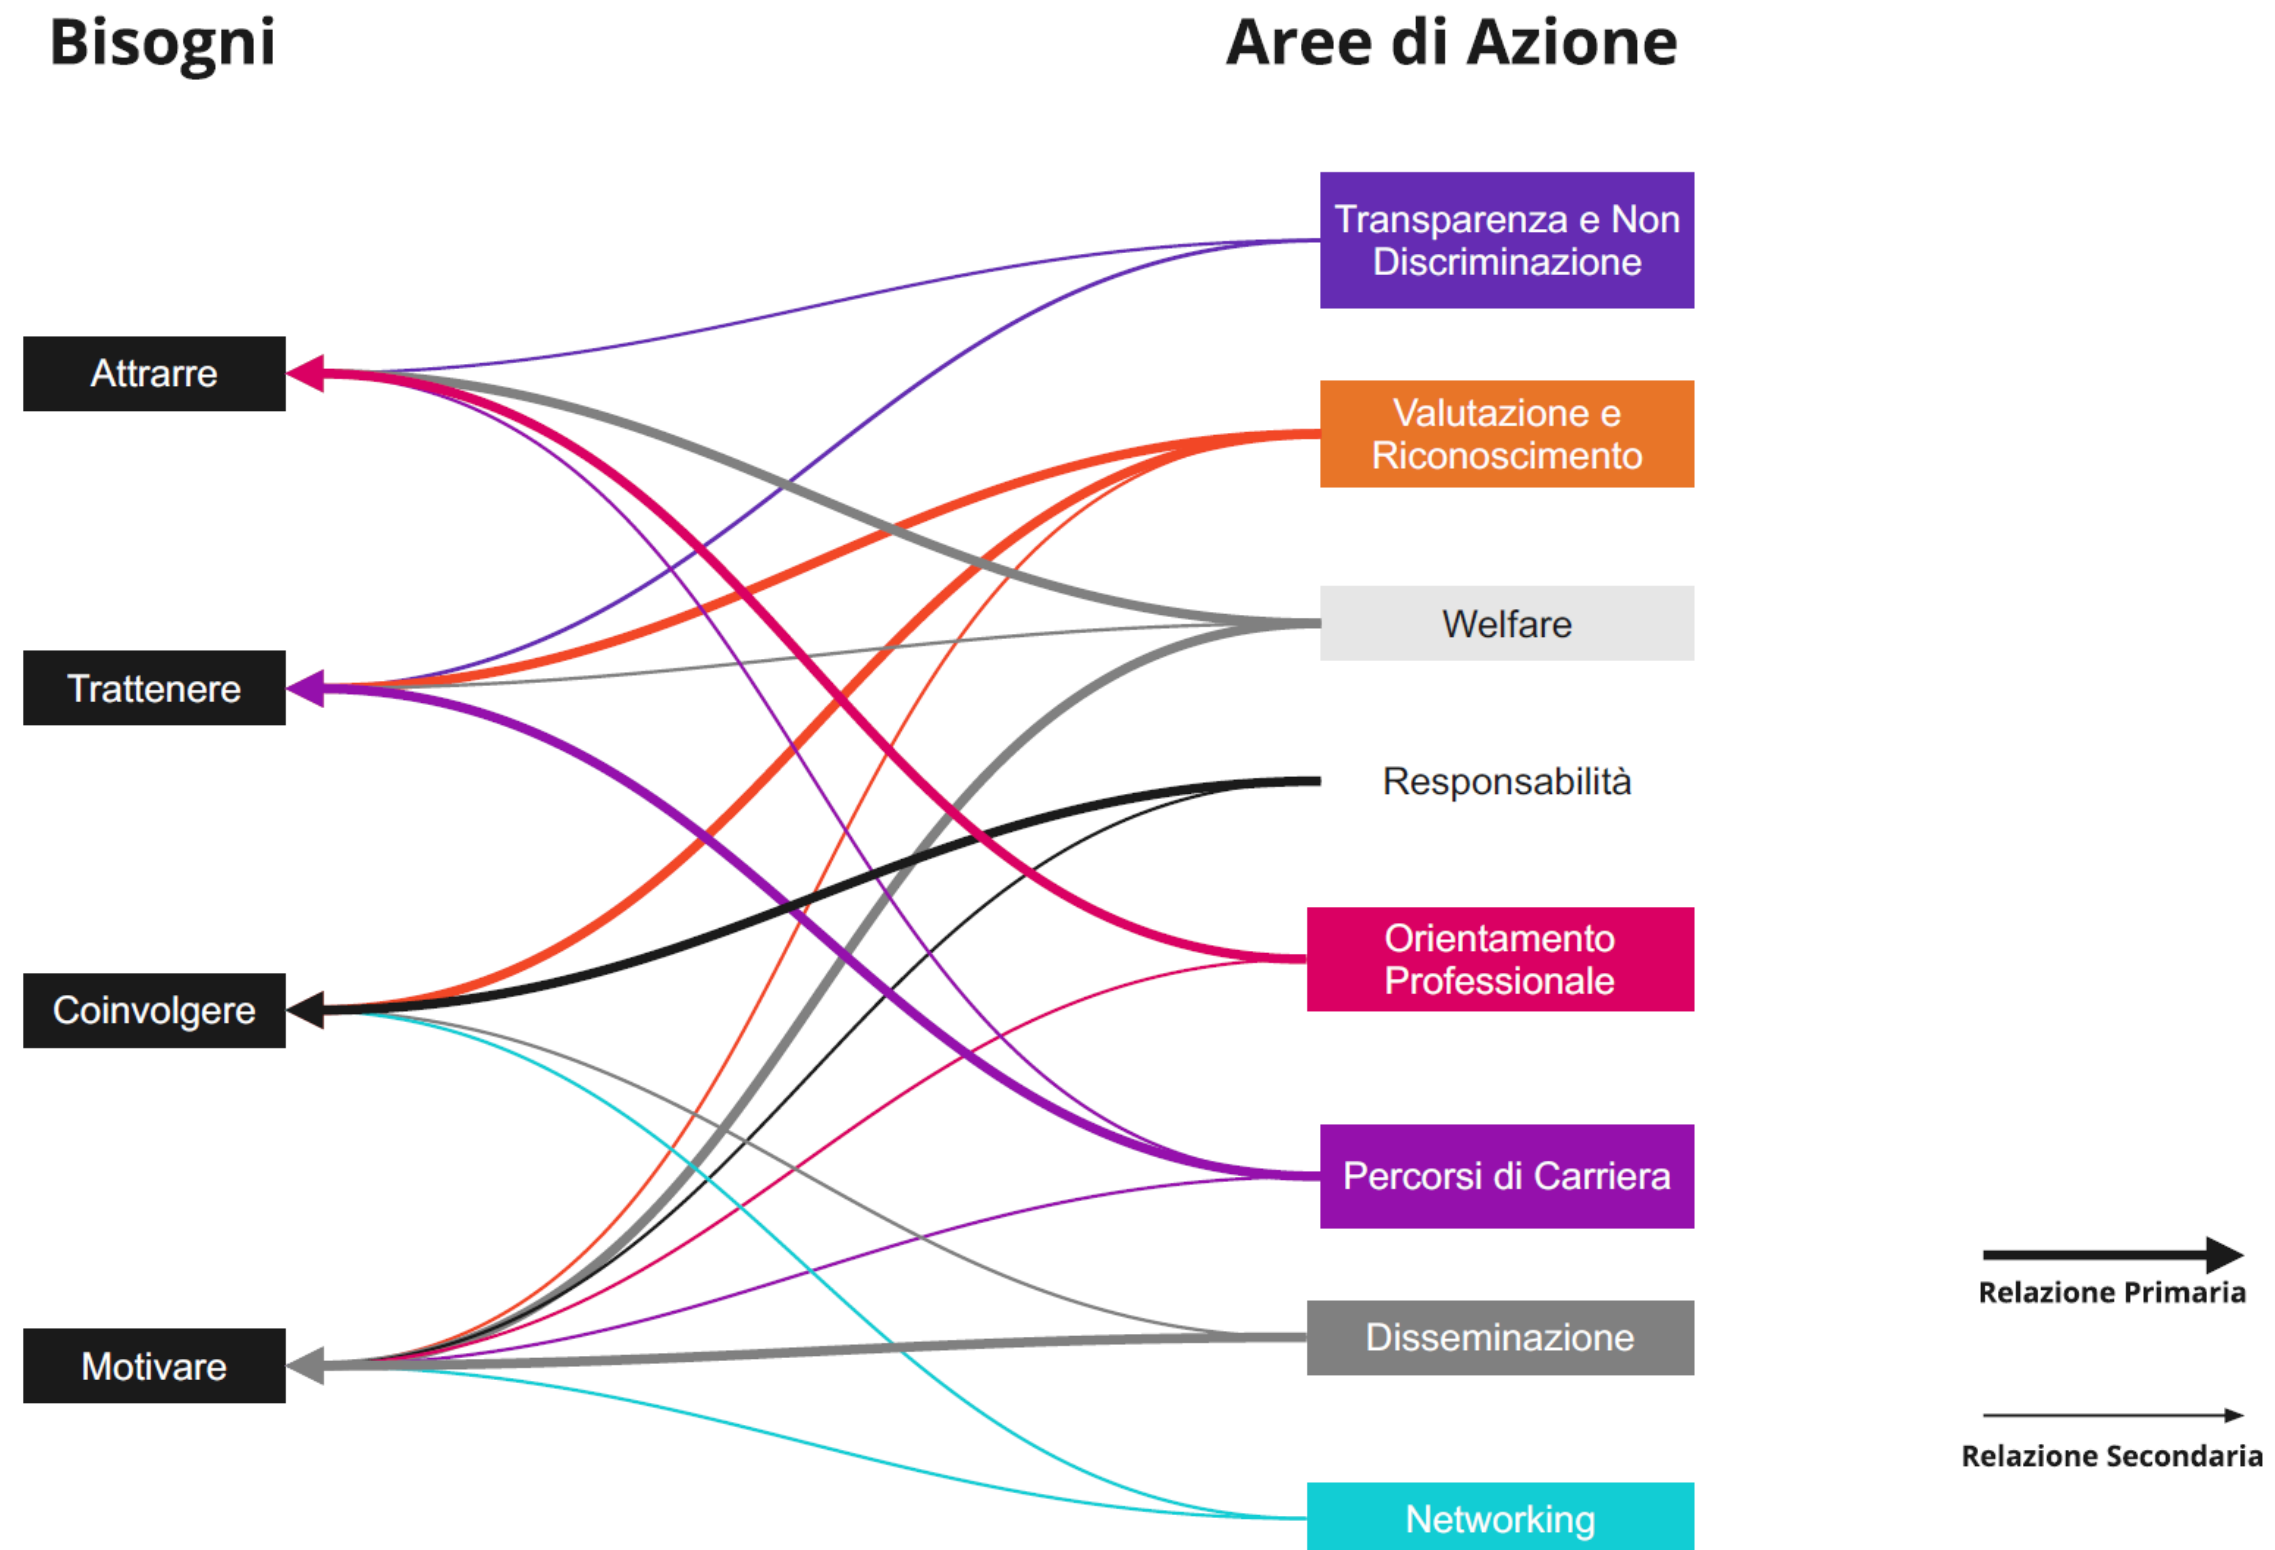 Bisogni
Aree di Azione
Transparenza e Non
Discriminazione
Attrarre
Valutazione e
Riconoscimento
Welfare
Trattenere
Responsabilità
Orientamento
Professionale
Coinvolgere
Percorsi di Carriera
Relazione Primaria
Disseminazione
Motivare
Relazione Secondaria
Networking